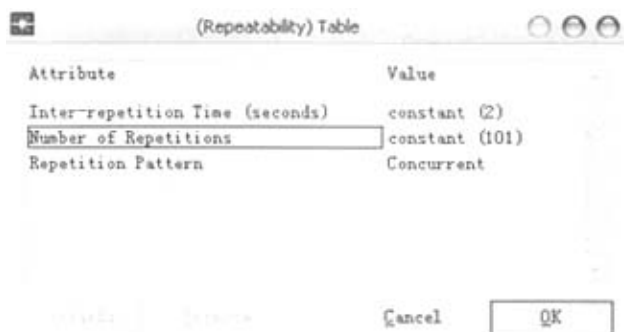 (Repeatability) Table
Attribute Value
Inter-repetition Time (seconds) constant (2)
Number of Repetitions constant (101)
Repetition Pattern Concurrent
Cancel OK